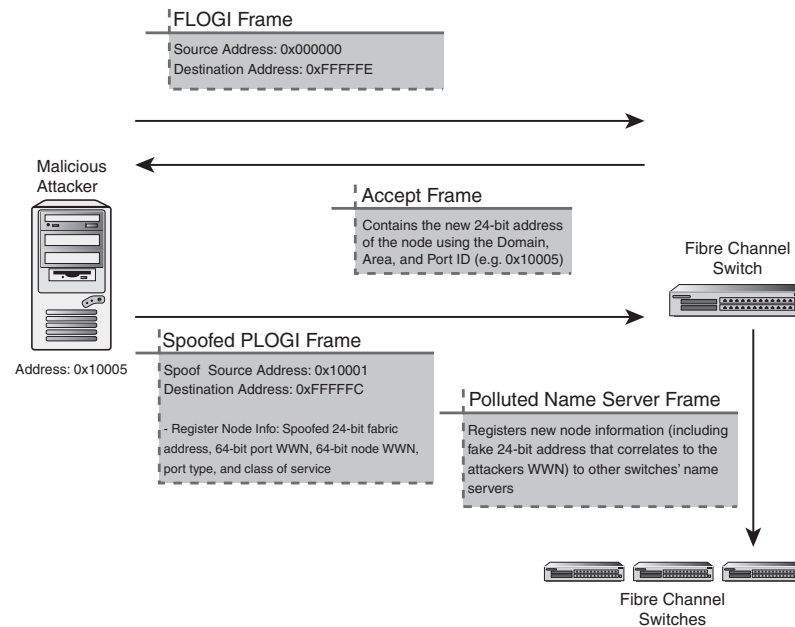 FLOGI Frame
Source Address: 0x000000
Destination Address: 0xFFFFFE
Malicious
Attacker
Address: 0x10005
Accept Frame
Contains the new 24-bit address
of the node using the Domain,
Area, and Port ID (e.g. 0x10005)
Fibre Channel
Switch
Spoofed PLOGI Frame
Spoof Source Address: 0x10001
Destination Address: 0xFFFFFC
- Register Node Info: Spoofed 24-bit fabric
address, 64-bit port WWN, 64-bit node WWN,
port type, and class of service
Polluted Name Server Frame
Registers new node information (including
fake 24-bit address that correlates to the
attackers WWN) to other switches' name
servers
Fibre Channel
Switches